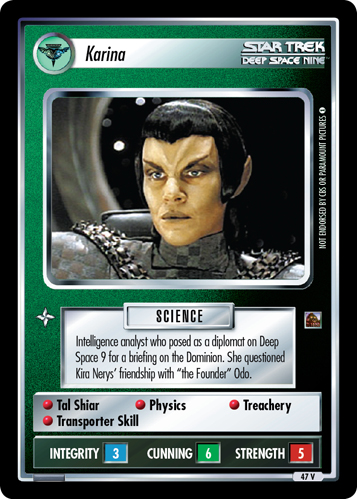 Karina
STAR TREK
DEEP SPACE NINE
NOT ENDORSED BY CBS OR PARAMOUNT PICTURES
SCIENCE
Intelligence analyst who posed as a diplomat on Deep
Space 9 for a briefing on the Dominion. She questioned
Kira Nerys' friendship with "the Founder" Odo.
Tal Shiar
Physics
Treachery
Transporter Skill
INTEGRITY 3
CUNNING 6
STRENGTH 5
47 V